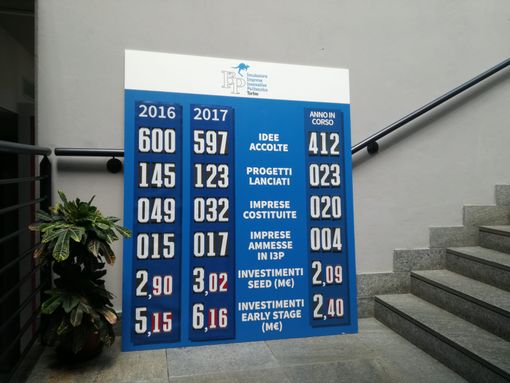 I3P
Incubatore
Imprese
Innovative
Politecnico
Torino
2016 2017 ANNO IN
CORSO
600 597 IDEE
ACCOLTE 412
145 123 PROGETTI
LANCIATI 023
049 032 IMPRESE
COSTITUITE 020
015 017 IMPRESE
AMMESSE
IN I3P 004
2,90 3,02 INVESTIMENTI
SEED (M€) 2,09
5,15 6,16 INVESTIMENTI
EARLY STAGE
(M€) 2,40